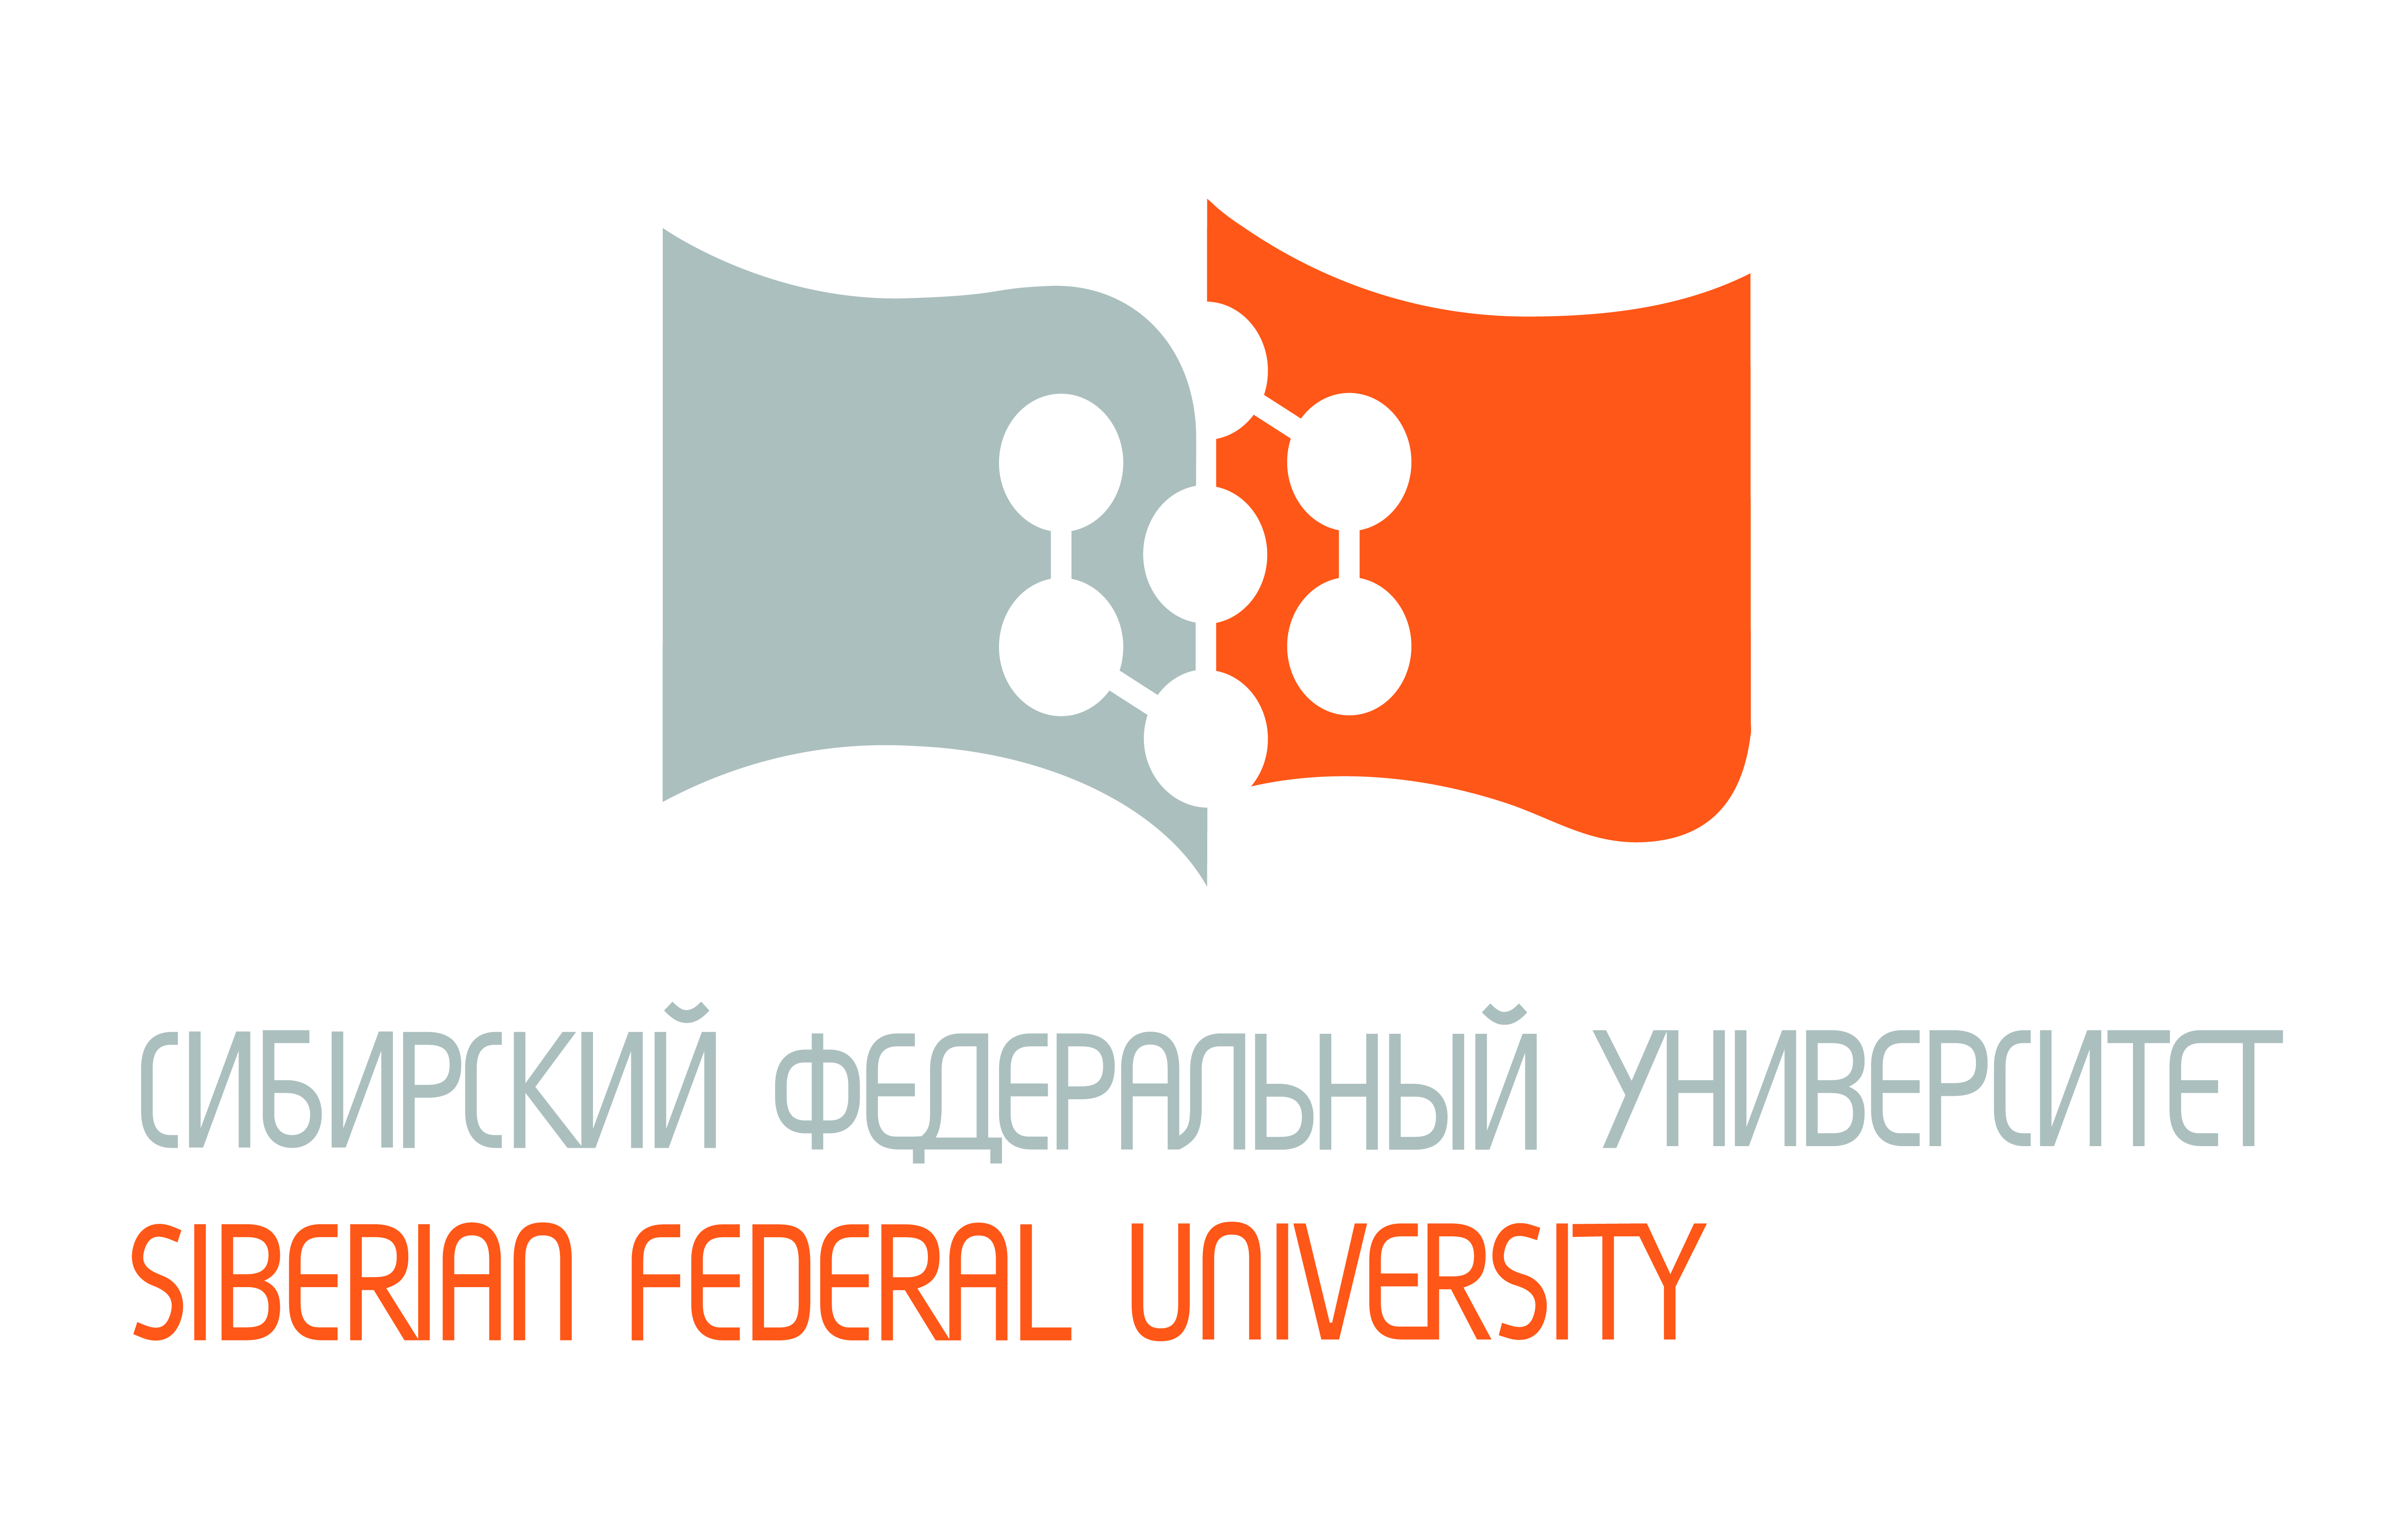 СИБИРСКИЙ ФЕДЕРАЛЬНЫЙ УНИВЕРСИТЕТ
SIBERIAN FEDERAL UNIVERSITY